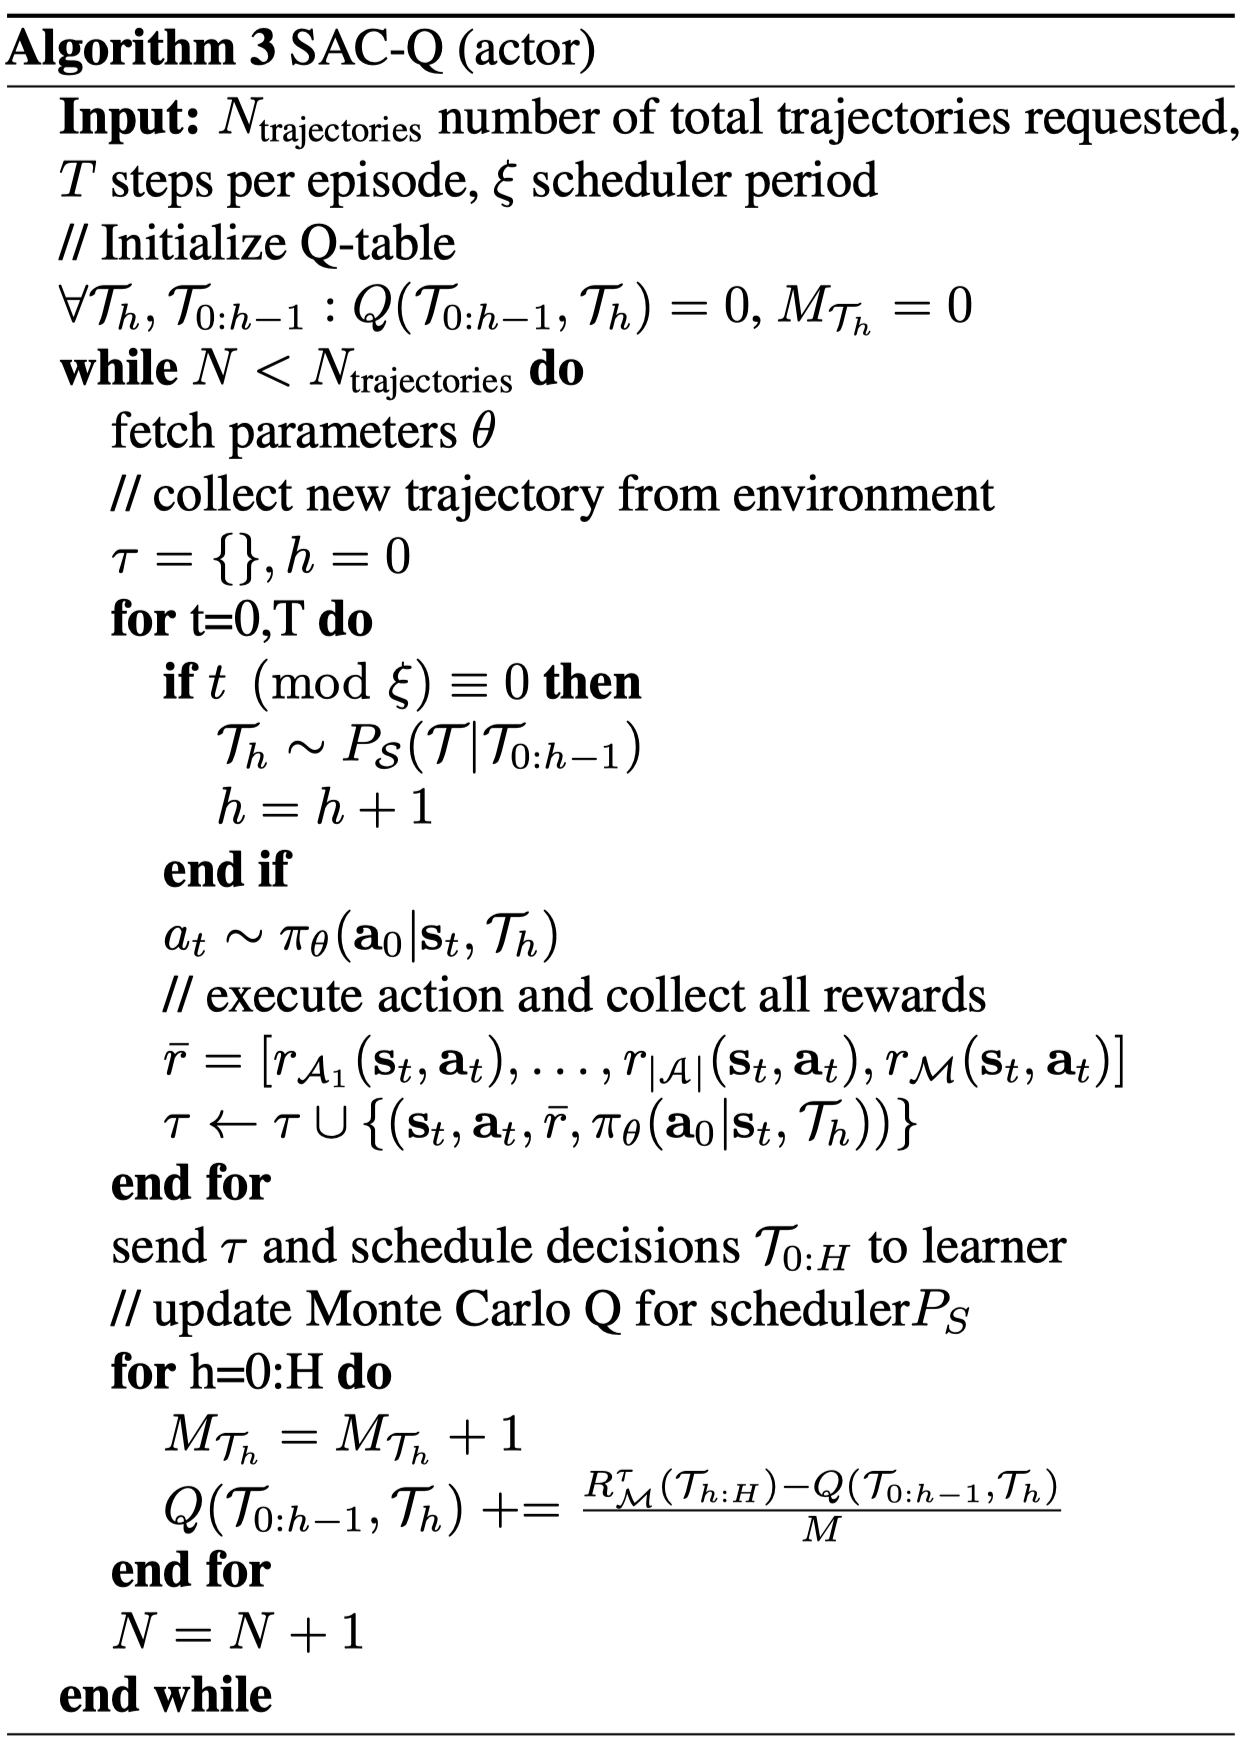 Algorithm 3 SAC-Q (actor)
Input: $N_{\text{trajectories}}$ number of total trajectories requested,
$T$ steps per episode, $\xi$ scheduler period
// Initialize Q-table
$\forall \mathcal{T}_h, \mathcal{T}_{0:h-1} : Q(\mathcal{T}_{0:h-1}, \mathcal{T}_h) = 0, M_{\mathcal{T}_h} = 0$
while $N < N_{\text{trajectories}}$ do
fetch parameters $\theta$
// collect new trajectory from environment
$\tau = \{\}, h = 0$
for t=0,T do
if $t \pmod{\xi} \equiv 0$ then
$\mathcal{T}_h \sim P_{\mathcal{S}}(\mathcal{T}|\mathcal{T}_{0:h-1})$
$h = h + 1$
end if
$a_t \sim \pi_\theta(\mathbf{a}_0|\mathbf{s}_t, \mathcal{T}_h)$
// execute action and collect all rewards
$\bar{r} = [r_{\mathcal{A}_1}(\mathbf{s}_t, \mathbf{a}_t), \ldots, r_{|\mathcal{A}|}(\mathbf{s}_t, \mathbf{a}_t), r_{\mathcal{M}}(\mathbf{s}_t, \mathbf{a}_t)]$
$\tau \leftarrow \tau \cup \{(\mathbf{s}_t, \mathbf{a}_t, \bar{r}, \pi_\theta(\mathbf{a}_0|\mathbf{s}_t, \mathcal{T}_h))\}$
end for
send $\tau$ and schedule decisions $\mathcal{T}_{0:H}$ to learner
// update Monte Carlo Q for scheduler$P_S$
for h=0:H do
$M_{\mathcal{T}_h} = M_{\mathcal{T}_h} + 1$
$Q(\mathcal{T}_{0:h-1}, \mathcal{T}_h) \mathrel{+}= \frac{R^\tau_{\mathcal{M}}(\mathcal{T}_{h:H}) - Q(\mathcal{T}_{0:h-1}, \mathcal{T}_h)}{M}$
end for
$N = N + 1$
end while